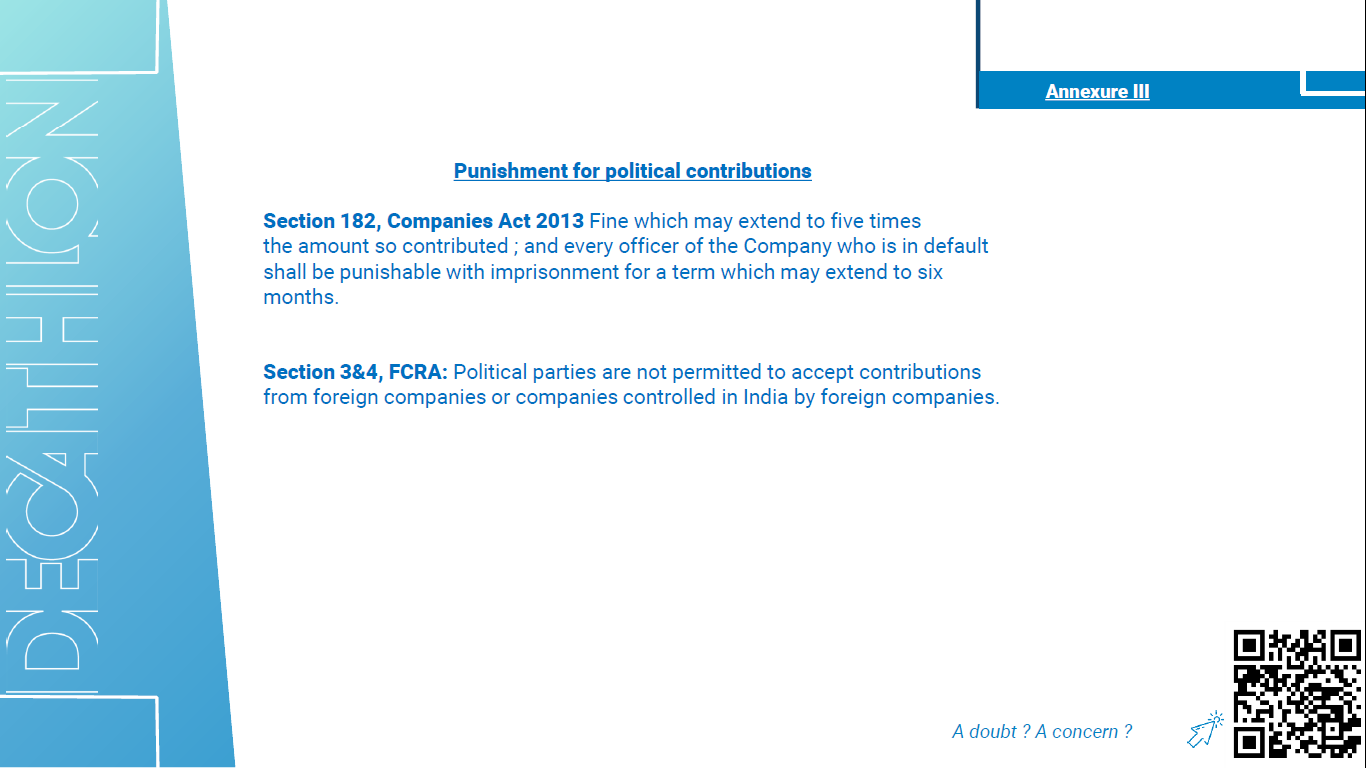 Annexure III
Punishment for political contributions
Section 182, Companies Act 2013 Fine which may extend to five times
the amount so contributed ; and every officer of the Company who is in default
shall be punishable with imprisonment for a term which may extend to six
months.
Section 3&4, FCRA: Political parties are not permitted to accept contributions
from foreign companies or companies controlled in India by foreign companies.
DECATHLON
A doubt ? A concern ?